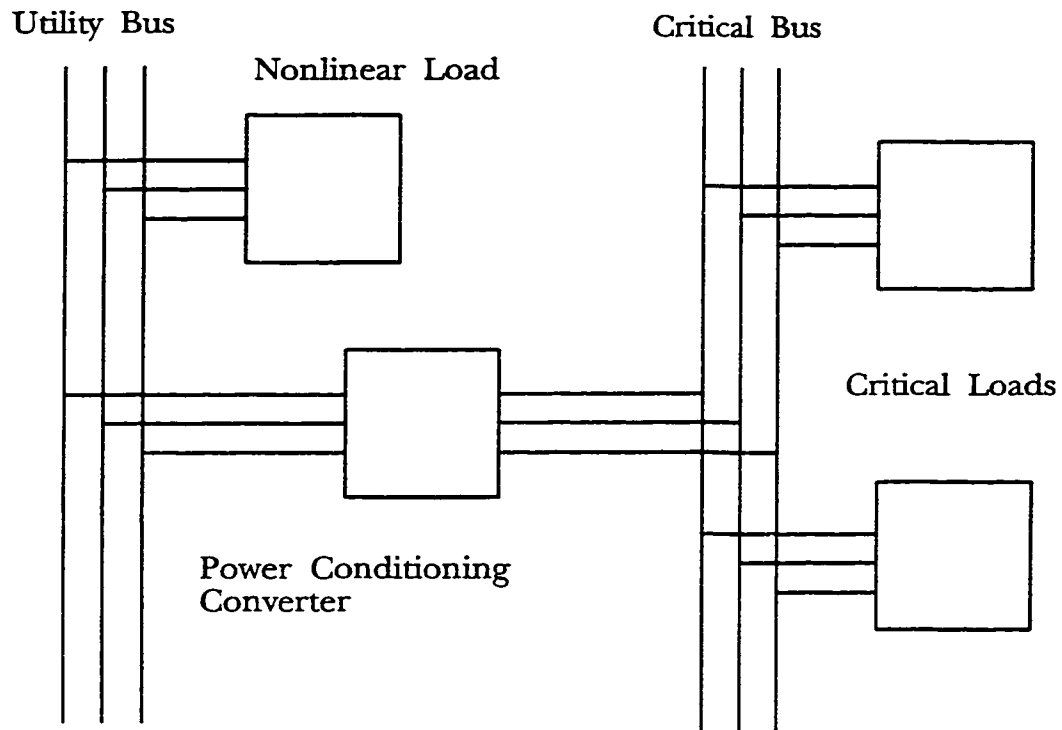 Utility Bus
Critical Bus
Nonlinear Load
Critical Loads
Power Conditioning
Converter